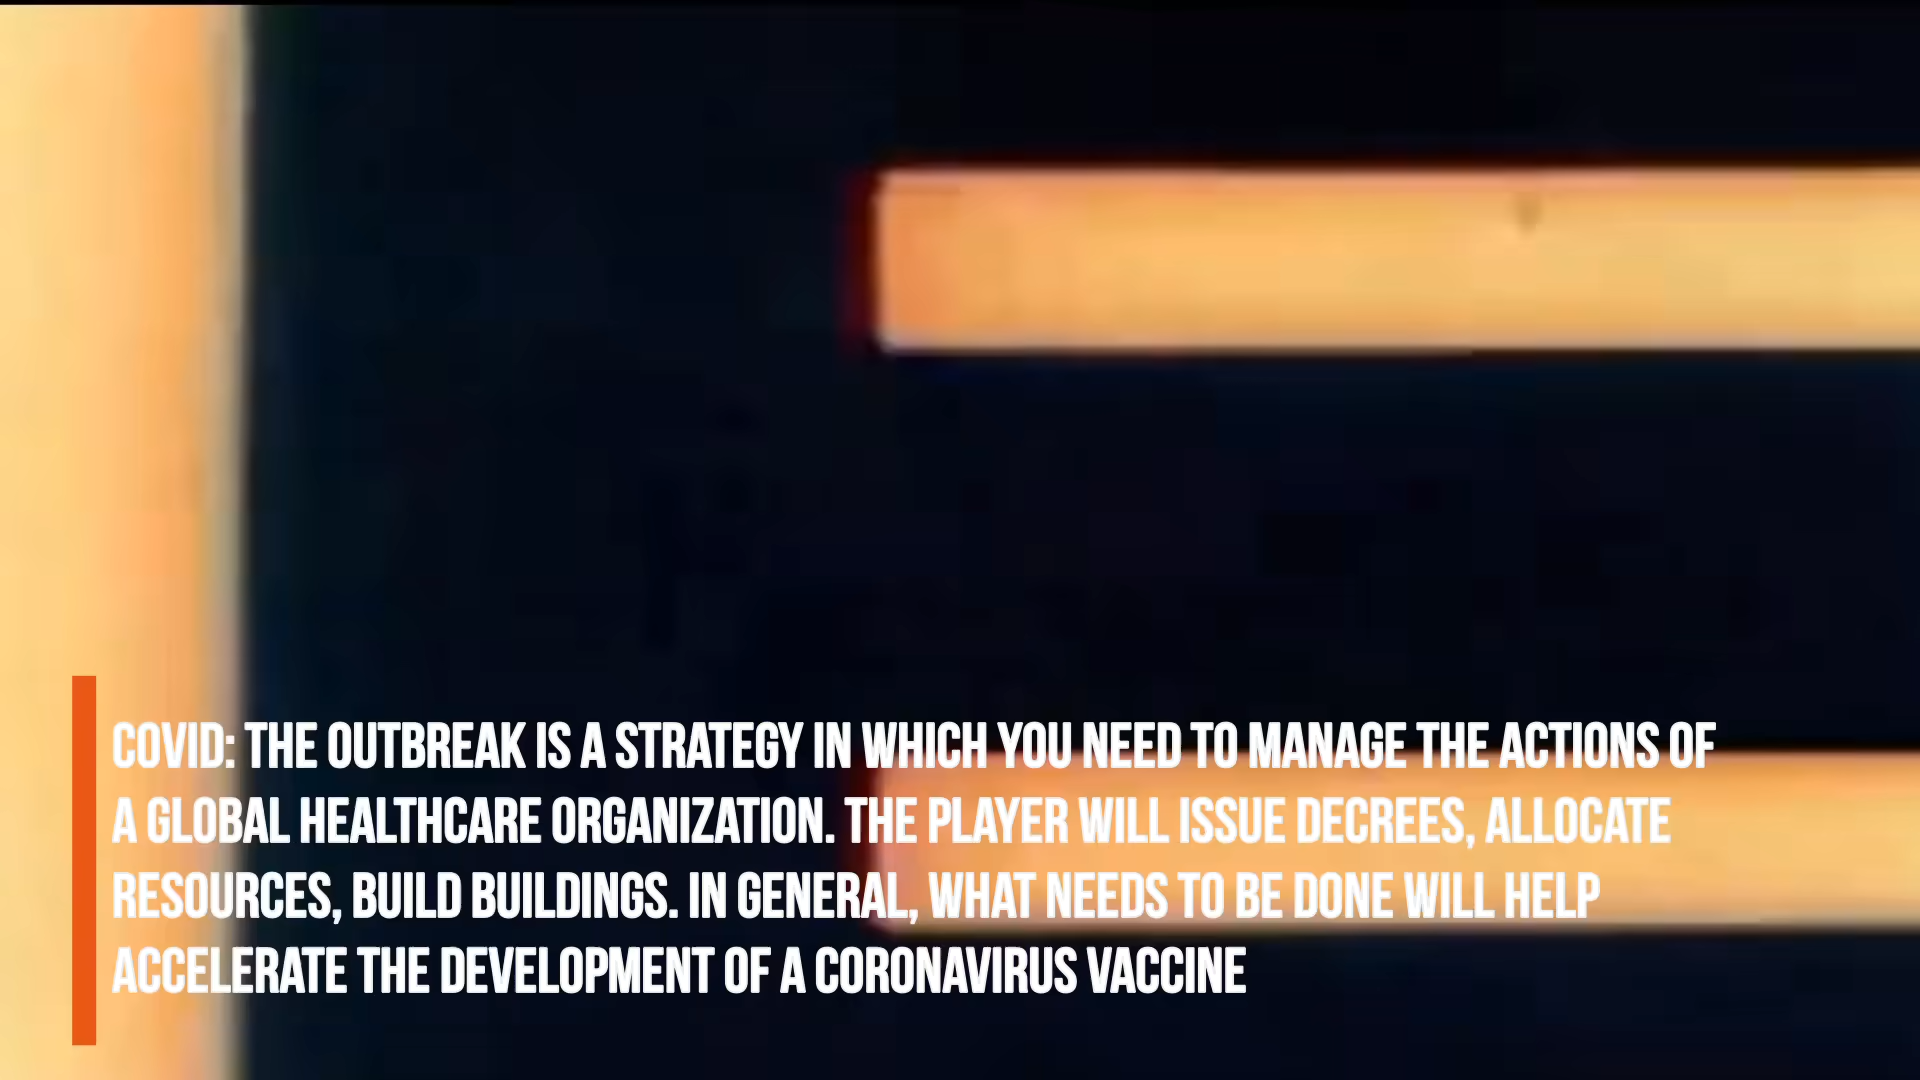 COVID: THE OUTBREAK IS A STRATEGY IN WHICH YOU NEED TO MANAGE THE ACTIONS OF
A GLOBAL HEALTHCARE ORGANIZATION. THE PLAYER WILL ISSUE DECREES, ALLOCATE
RESOURCES, BUILD BUILDINGS. IN GENERAL, WHAT NEEDS TO BE DONE WILL HELP
ACCELERATE THE DEVELOPMENT OF A CORONAVIRUS VACCINE